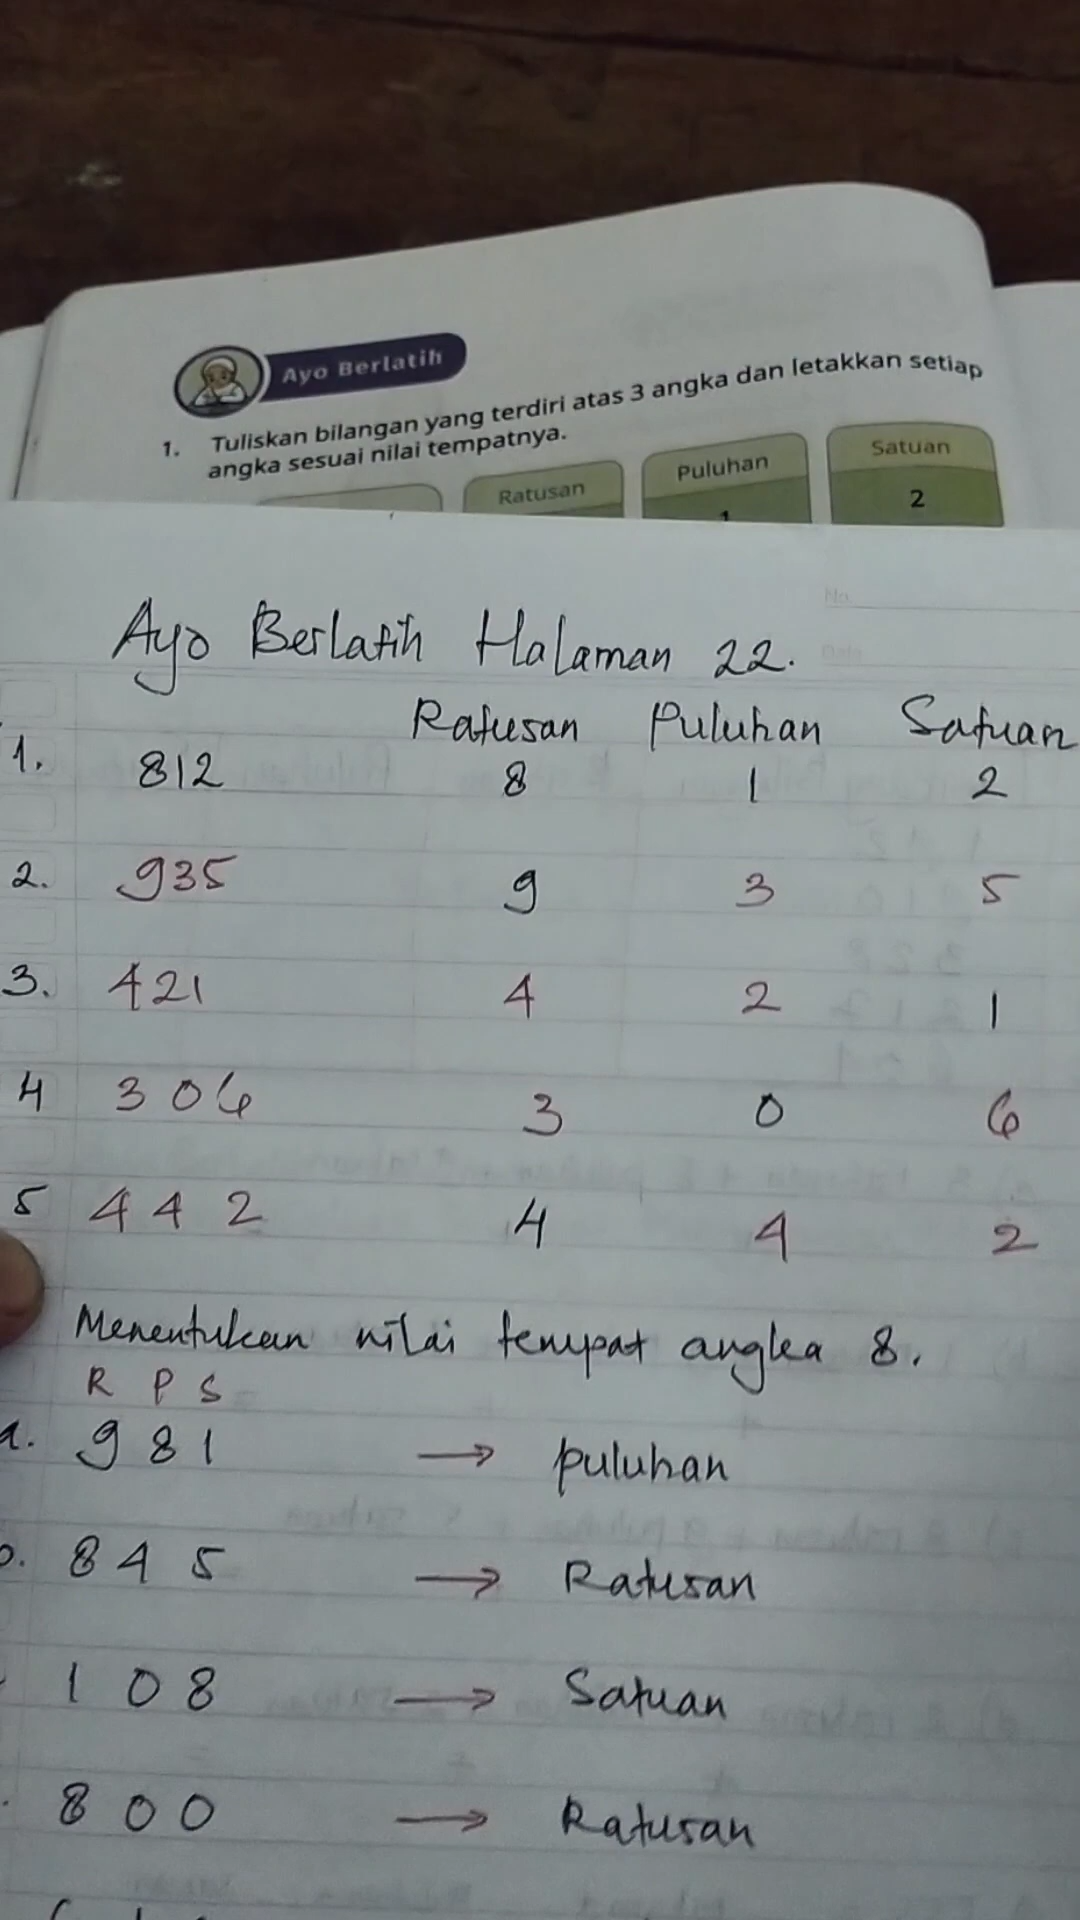 Ayo Berlatih
1. Tuliskan bilangan yang terdiri atas 3 angka dan letakkan setiap
angka sesuai nilai tempatnya.
Ratusan Puluhan Satuan
1 2
No.
Ayo Berlatih Halaman 22.
Ratusan Puluhan Satuan
1. 812 8 1 2
2. 935 9 3 5
3. 421 4 2 1
4 306 3 0 6
5 442 4 4 2
Menentukan nilai tempat angka 8.
R P S
a. 981 → puluhan
b. 845 → Ratusan
108 → Satuan
800 → Ratusan